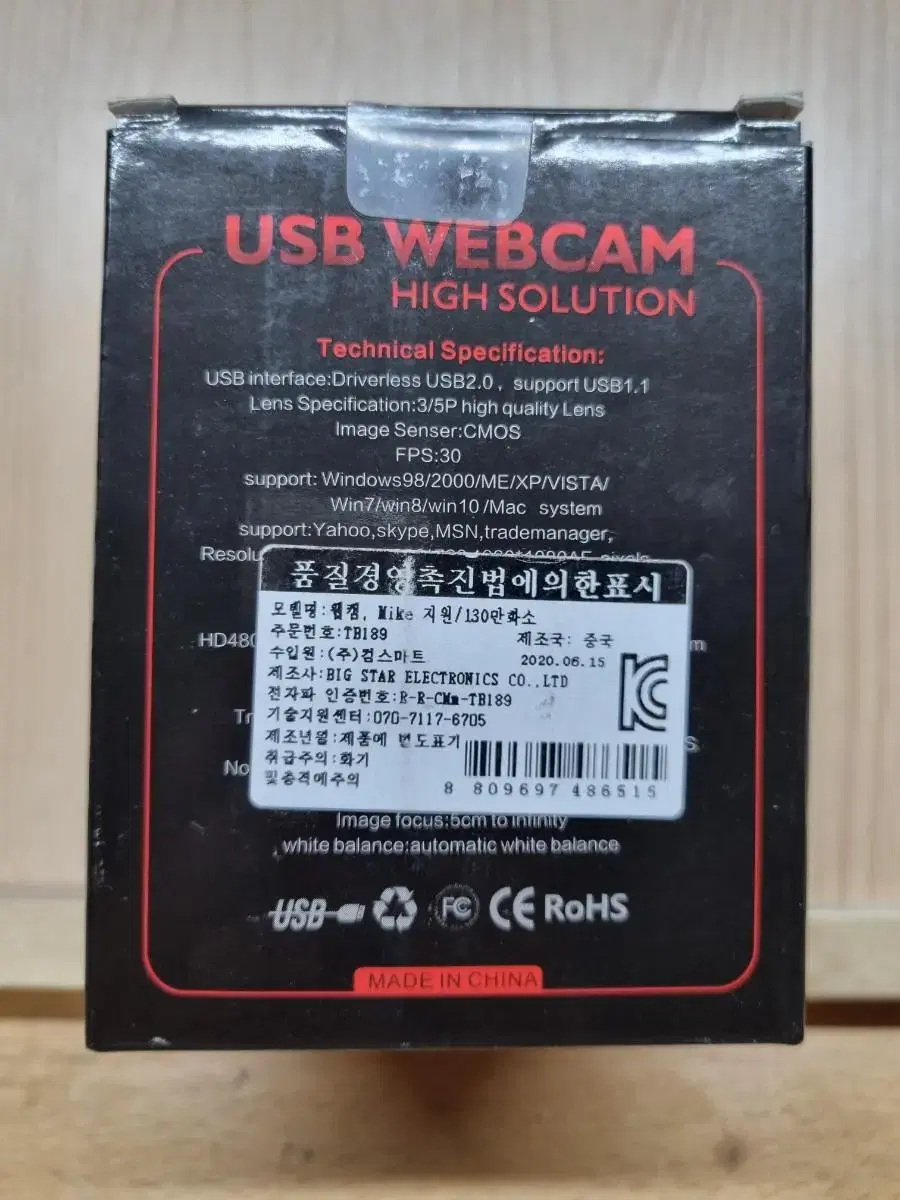 USB WEBCAM
HIGH SOLUTION
Technical Specification:
USB interface:Driverless USB2.0 , support USB1.1
Lens Specification:3/5P high quality Lens
Image Senser:CMOS
FPS:30
support: Windows98/2000/ME/XP/VISTA/
Win7/win8/win10 /Mac system
support:Yahoo,skype,MSN,trademanager,
품질경영촉진법에의한표시
모델명:웹캠, Mike 지원/130만화소
주문번호:TB189 제조국: 중국
수입원:(주)컴스마트 2020.06.15
제조사:BIG STAR ELECTRONICS CO.,LTD
전자파 인증번호:R-R-CMm-TB189
기술지원센터:070-7117-6705
제조년월:제품에 별도표기
취급주의:화기
및충격에주의
8 809697 486515
HD480
Image focus:5cm to infinity
white balance:automatic white balance
USB FC CE RoHS
MADE IN CHINA